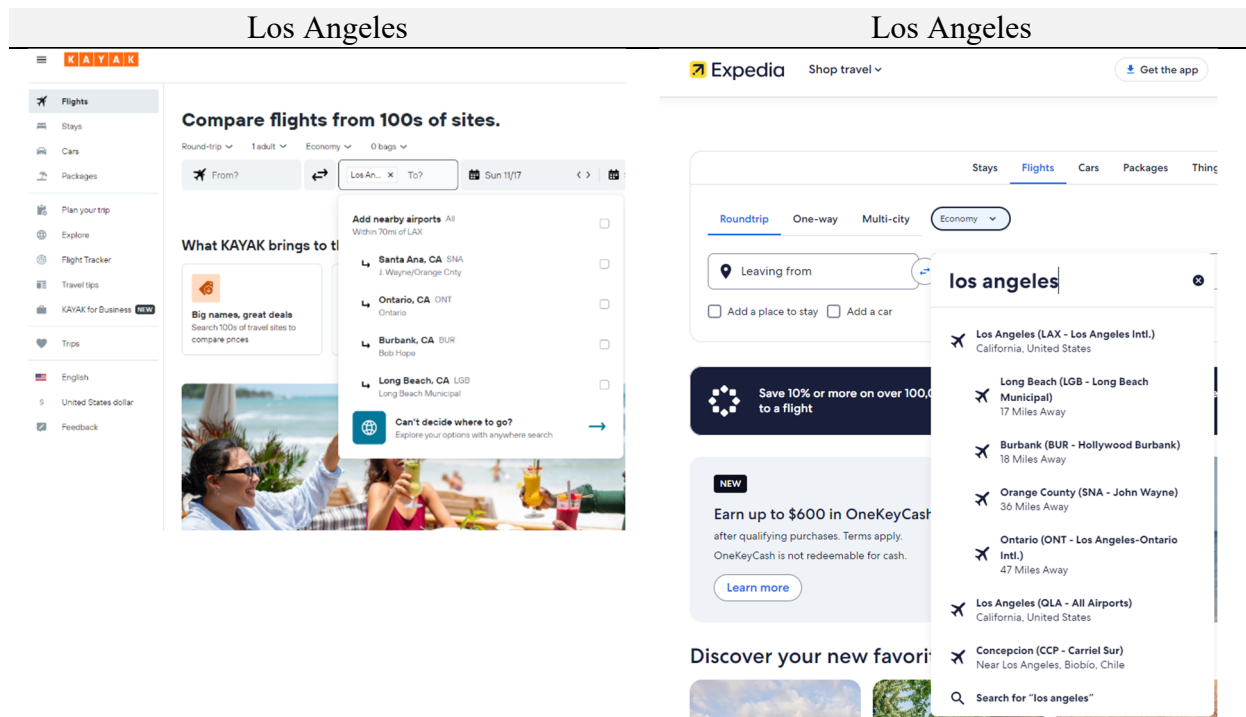 Los Angeles
Los Angeles
KAYAK
Flights
Stays
Cars
Packages
Plan your trip
Explore
Flight Tracker
Travel tips
KAYAK for Business NEW
Trips
English
$ United States dollar
Feedback
Compare flights from 100s of sites.
Round-trip 1 adult Economy 0 bags
From? Los An... × To? Sun 11/17
Add nearby airports All
Within 70mi of LAX
Santa Ana, CA SNA
J. Wayne/Orange Cnty
Ontario, CA ONT
Ontario
Burbank, CA BUR
Bob Hope
Long Beach, CA LGB
Long Beach Municipal
Can't decide where to go?
Explore your options with anywhere search
What KAYAK brings to t
Big names, great deals
Search 100s of travel sites to
compare prices
Expedia Shop travel Get the app
Stays Flights Cars Packages Thing
Roundtrip One-way Multi-city Economy
Leaving from
Add a place to stay Add a car
los angeles
Los Angeles (LAX - Los Angeles Intl.)
California, United States
Long Beach (LGB - Long Beach
Municipal)
17 Miles Away
Burbank (BUR - Hollywood Burbank)
18 Miles Away
Orange County (SNA - John Wayne)
36 Miles Away
Ontario (ONT - Los Angeles-Ontario
Intl.)
47 Miles Away
Los Angeles (QLA - All Airports)
California, United States
Concepcion (CCP - Carriel Sur)
Near Los Angeles, Biobío, Chile
Search for "los angeles"
Save 10% or more on over 100,0
to a flight
NEW
Earn up to $600 in OneKeyCash
after qualifying purchases. Terms apply.
OneKeyCash is not redeemable for cash.
Learn more
Discover your new favori